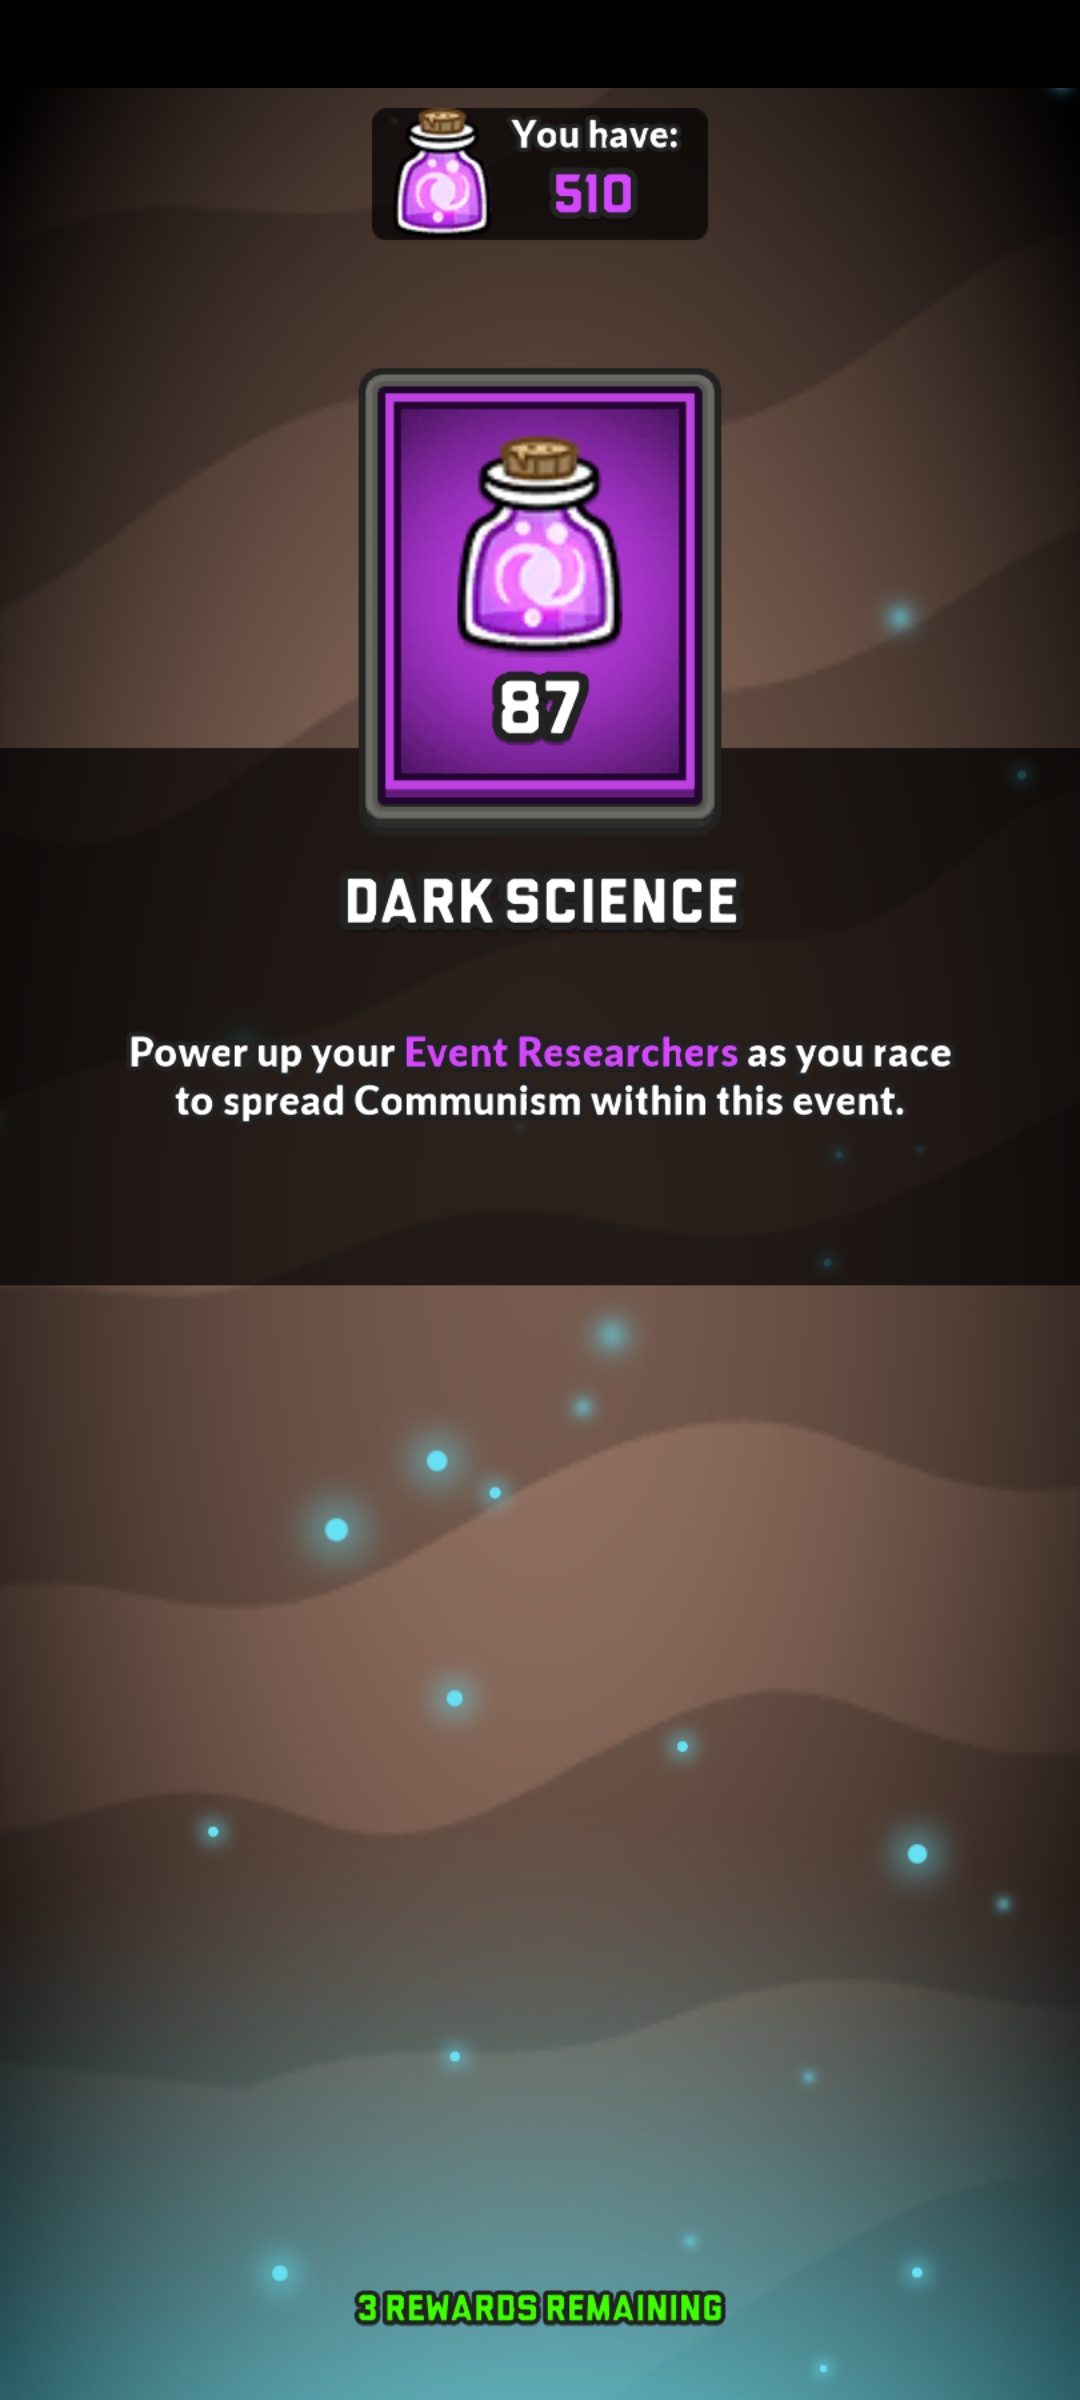 You have:
510
87
DARK SCIENCE
Power up your Event Researchers as you race
to spread Communism within this event.
3 REWARDS REMAINING